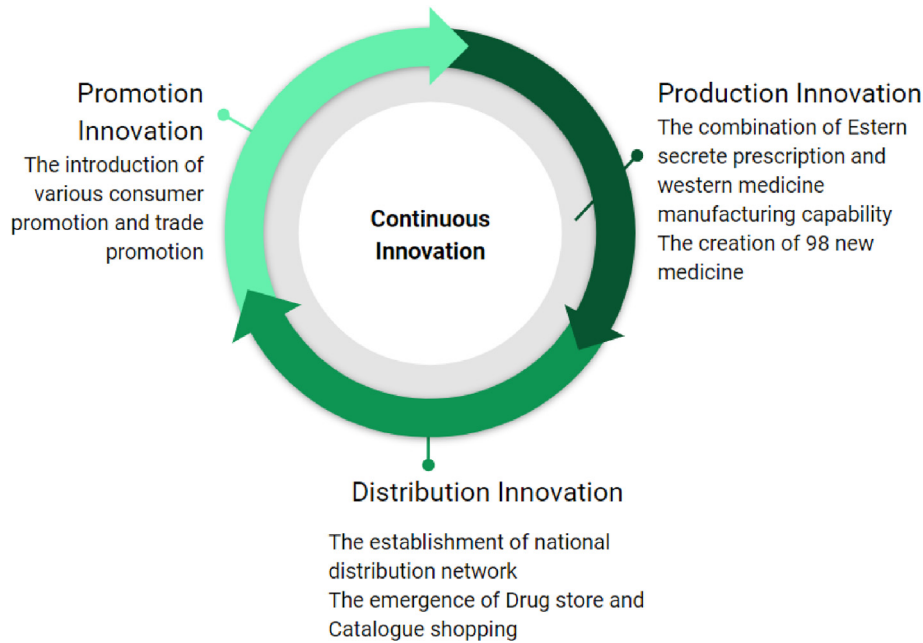 Promotion
Innovation
The introduction of
various consumer
promotion and trade
promotion
Continuous
Innovation
Production Innovation
The combination of Estern
secrete prescription and
western medicine
manufacturing capability
The creation of 98 new
medicine
Distribution Innovation
The establishment of national
distribution network
The emergence of Drug store and
Catalogue shopping